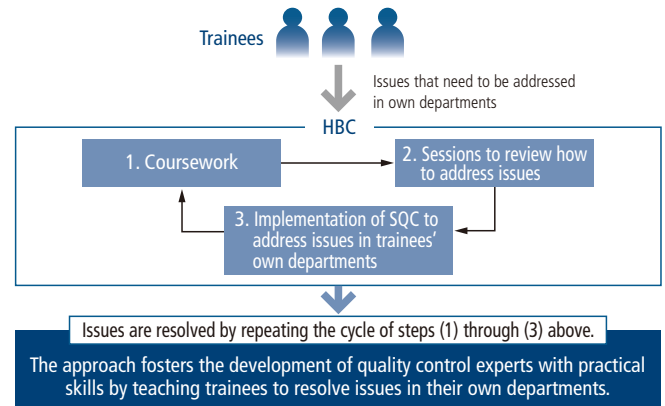 Trainees
Issues that need to be addressed
in own departments
HBC
1. Coursework
2. Sessions to review how
to address issues
3. Implementation of SQC to
address issues in trainees’
own departments
Issues are resolved by repeating the cycle of steps (1) through (3) above.
The approach fosters the development of quality control experts with practical
skills by teaching trainees to resolve issues in their own departments.